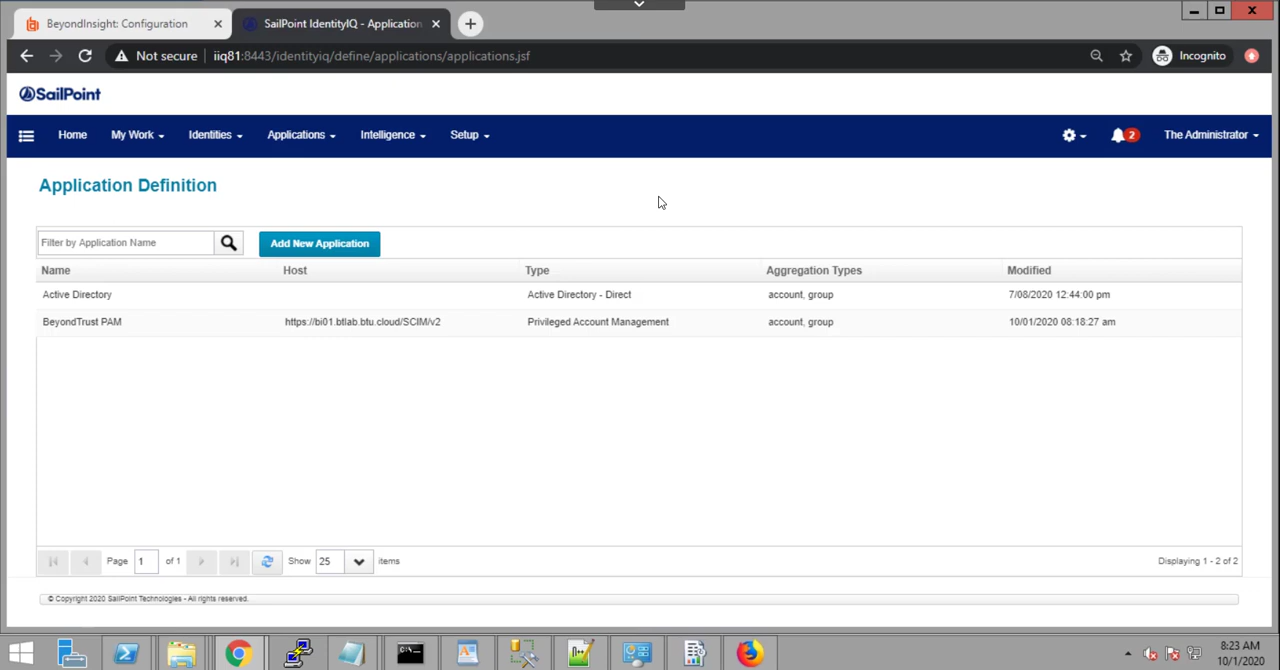 BeyondInsight: Configuration
SailPoint IdentityIQ - Application
Not secure iiq81:8443/identityiq/define/applications/applications.jsf Incognito
SailPoint
Home My Work Identities Applications Intelligence Setup 2 The Administrator
Application Definition
Filter by Application Name Add New Application
Name Host Type Aggregation Types Modified
Active Directory Active Directory - Direct account, group 7/08/2020 12:44:00 pm
BeyondTrust PAM https://bi01.btlab.btu.cloud/SCIM/v2 Privileged Account Management account, group 10/01/2020 08:18:27 am
Page 1 of 1 Show 25 items Displaying 1 - 2 of 2
© Copyright 2020 SailPoint Technologies - All rights reserved.
8:23 AM
10/1/2020